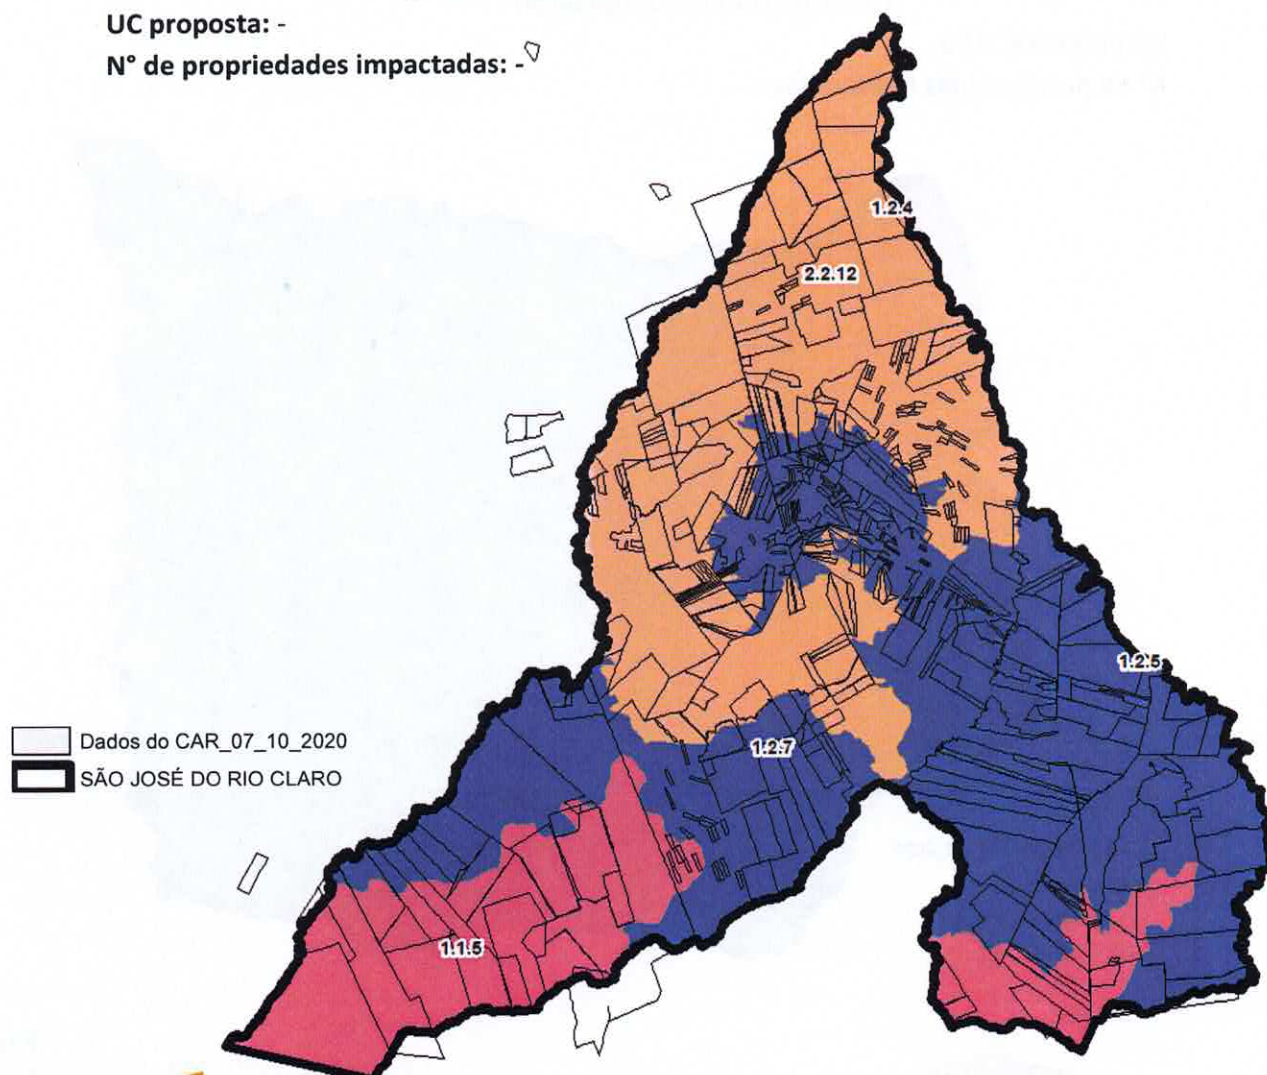 UC proposta: -
N° de propriedades impactadas: -
1.2.4
2.2.12
1.2.5
1.2.7
Dados do CAR_07_10_2020
SÃO JOSÉ DO RIO CLARO
1.1.5